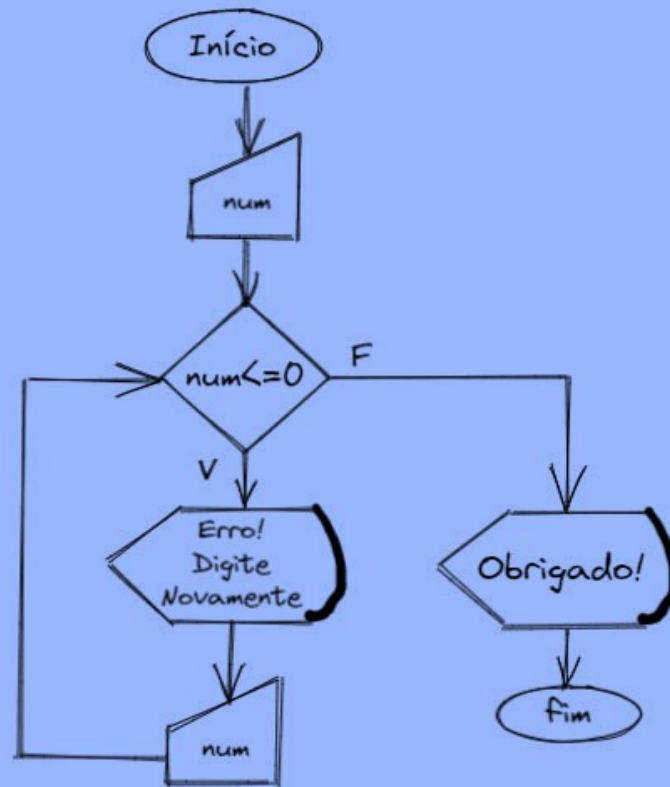 Início
num
num<=0
F
V
Erro!
Digite
Novamente
Obrigado!
num
fim